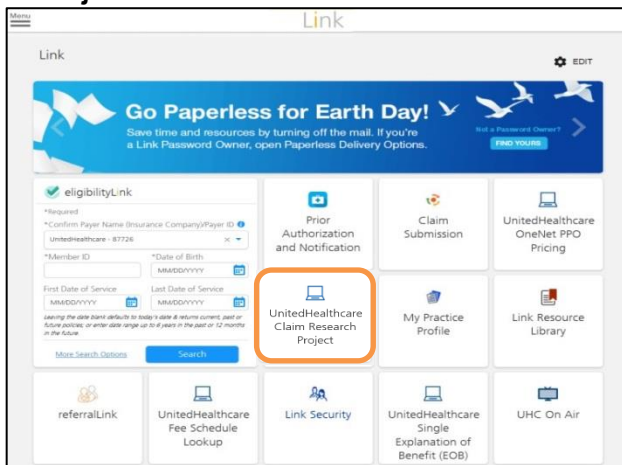 Menu
Link
Link
EDIT
Go Paperless for Earth Day!
Save time and resources by turning off the mail. If you're
a Link Password Owner, open Paperless Delivery Options.
Not a Password Owner?
FIND YOURS
eligibilityLink
*Required
*Confirm Payer Name (Insurance Company)/Payer ID
UnitedHealthcare - 87726
*Member ID
*Date of Birth
MM/DD/YYYY
First Date of Service
Last Date of Service
MM/DD/YYYY
MM/DD/YYYY
Leaving the date blank defaults to today's date & returns current, past or
future policies; or enter date range up to 6 years in the past or 12 months
in the future.
More Search Options
Search
Prior
Authorization
and Notification
Claim
Submission
UnitedHealthcare
OneNet PPO
Pricing
UnitedHealthcare
Claim Research
Project
My Practice
Profile
Link Resource
Library
referralLink
UnitedHealthcare
Fee Schedule
Lookup
Link Security
UnitedHealthcare
Single
Explanation of
Benefit (EOB)
UHC On Air